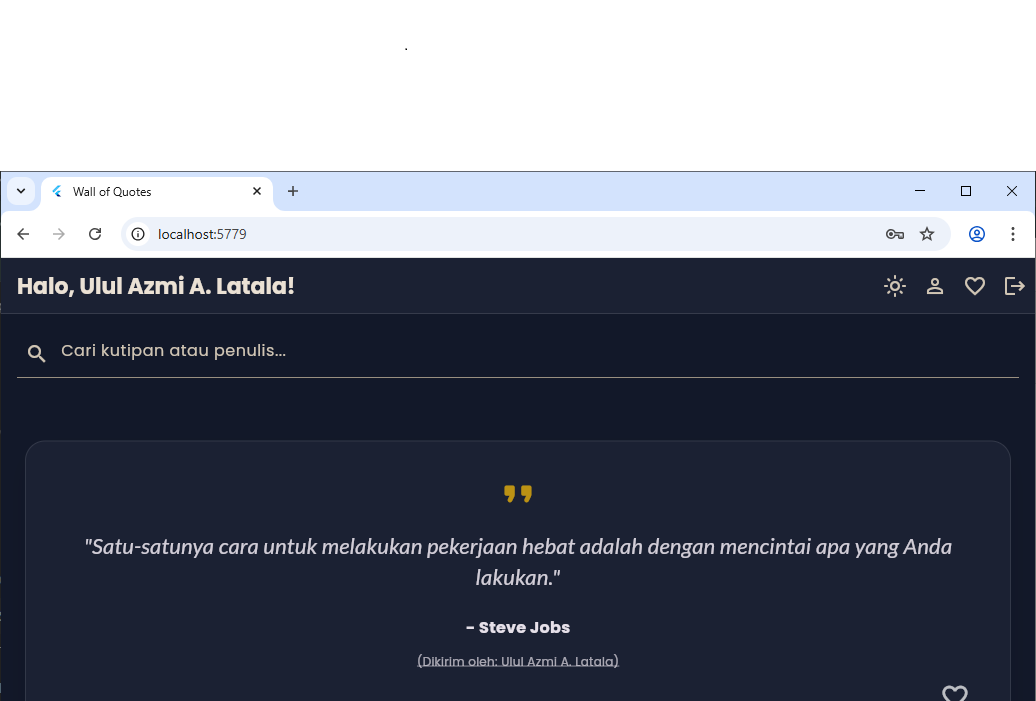 Wall of Quotes
localhost:5779
Halo, Ulul Azmi A. Latala!
Cari kutipan atau penulis...
"Satu-satunya cara untuk melakukan pekerjaan hebat adalah dengan mencintai apa yang Anda
lakukan."
- Steve Jobs
(Dikirim oleh: Ulul Azmi A. Latala)